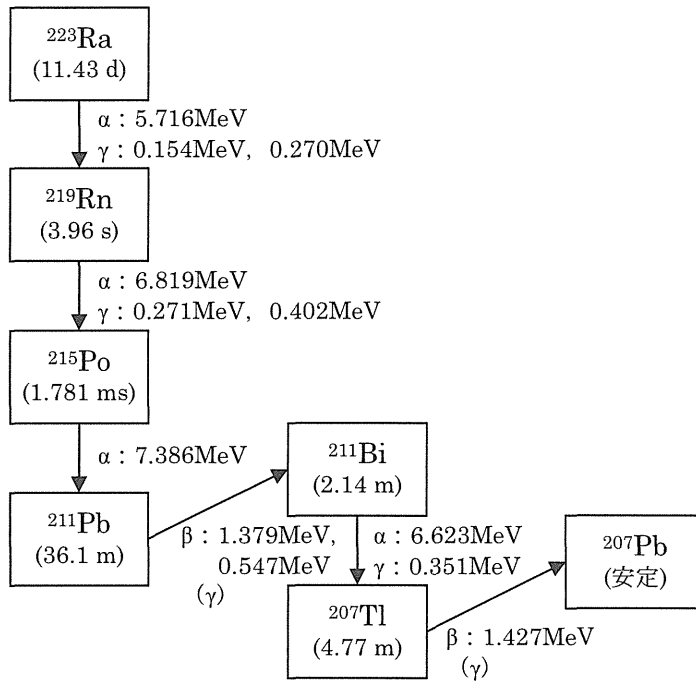 ²²³Ra
(11.43 d)
α：5.716MeV
γ：0.154MeV, 0.270MeV
²¹⁹Rn
(3.96 s)
α：6.819MeV
γ：0.271MeV, 0.402MeV
²¹⁵Po
(1.781 ms)
α：7.386MeV
²¹¹Pb
(36.1 m)
²¹¹Bi
(2.14 m)
β：1.379MeV,
0.547MeV
(γ)
α：6.623MeV
γ：0.351MeV
²⁰⁷Tl
(4.77 m)
β：1.427MeV
(γ)
²⁰⁷Pb
(安定)